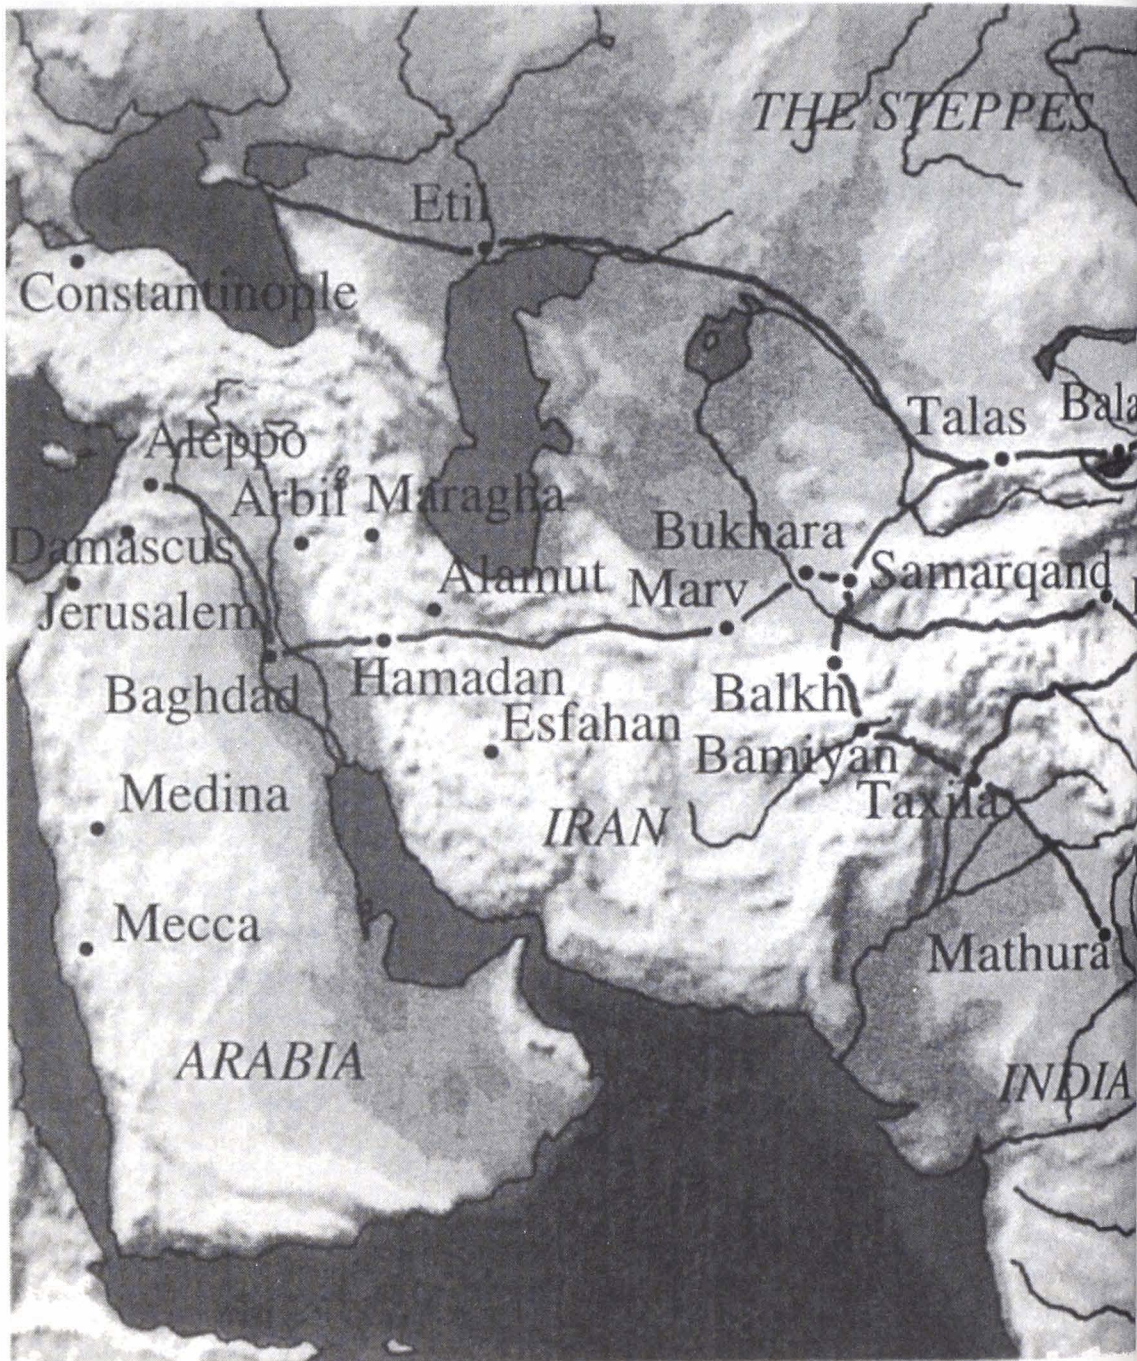 THE STEPPES
Etil
Constantinople
Talas
Bala
Aleppo
Arbil
Maragha
Bukhara
Damascus
Alamut
Marv
Samarqand
Jerusalem
Hamadan
Baghdad
Balkh
Esfahan
Bamiyan
Medina
Taxila
IRAN
Mecca
Mathura
ARABIA
INDIA